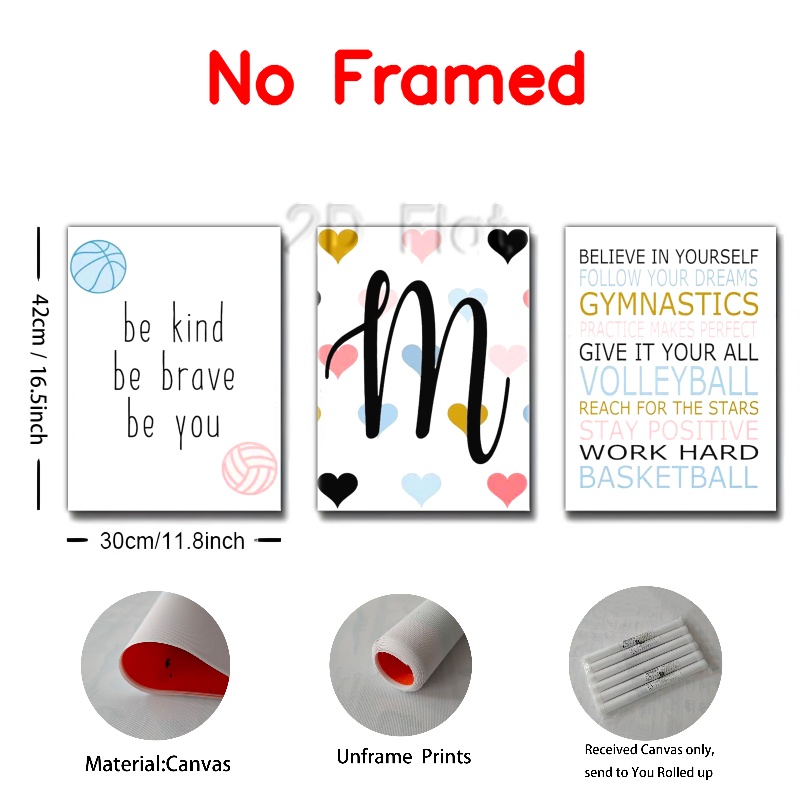 No Framed
2D Flat
42cm / 16.5inch
be kind
be brave
be you
m
BELIEVE IN YOURSELF
FOLLOW YOUR DREAMS
GYMNASTICS
PRACTICE MAKES PERFECT
GIVE IT YOUR ALL
VOLLEYBALL
REACH FOR THE STARS
STAY POSITIVE
WORK HARD
BASKETBALL
30cm/11.8inch
Material:Canvas
Unframe Prints
Received Canvas only,
send to You Rolled up